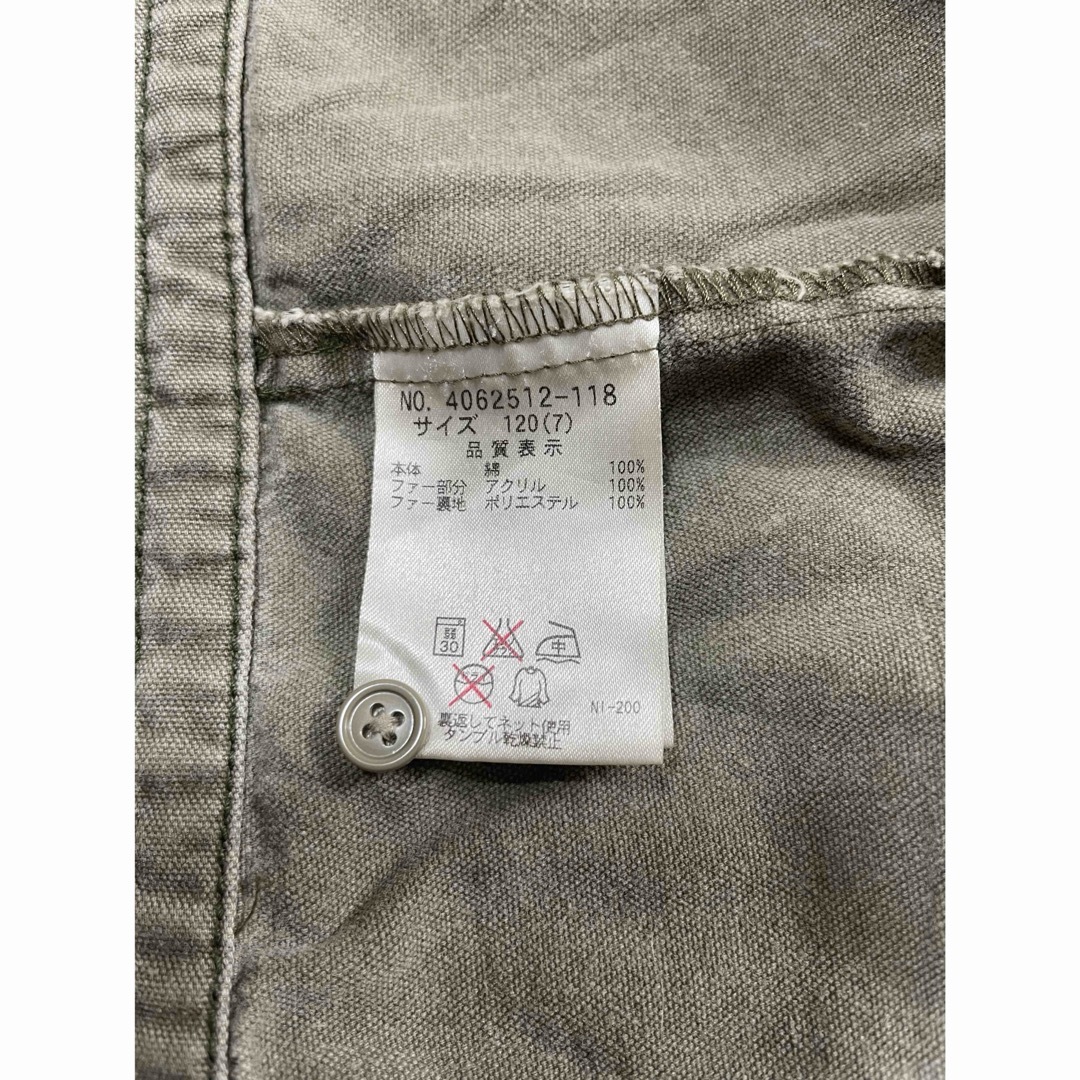 NO. 4062512-118
サイズ 120(7)
品質表示
本体 綿 100%
ファー部分 アクリル 100%
ファー裏地 ポリエステル 100%
弱
30
中
NI-200
裏返してネット使用
タンブル乾燥禁止